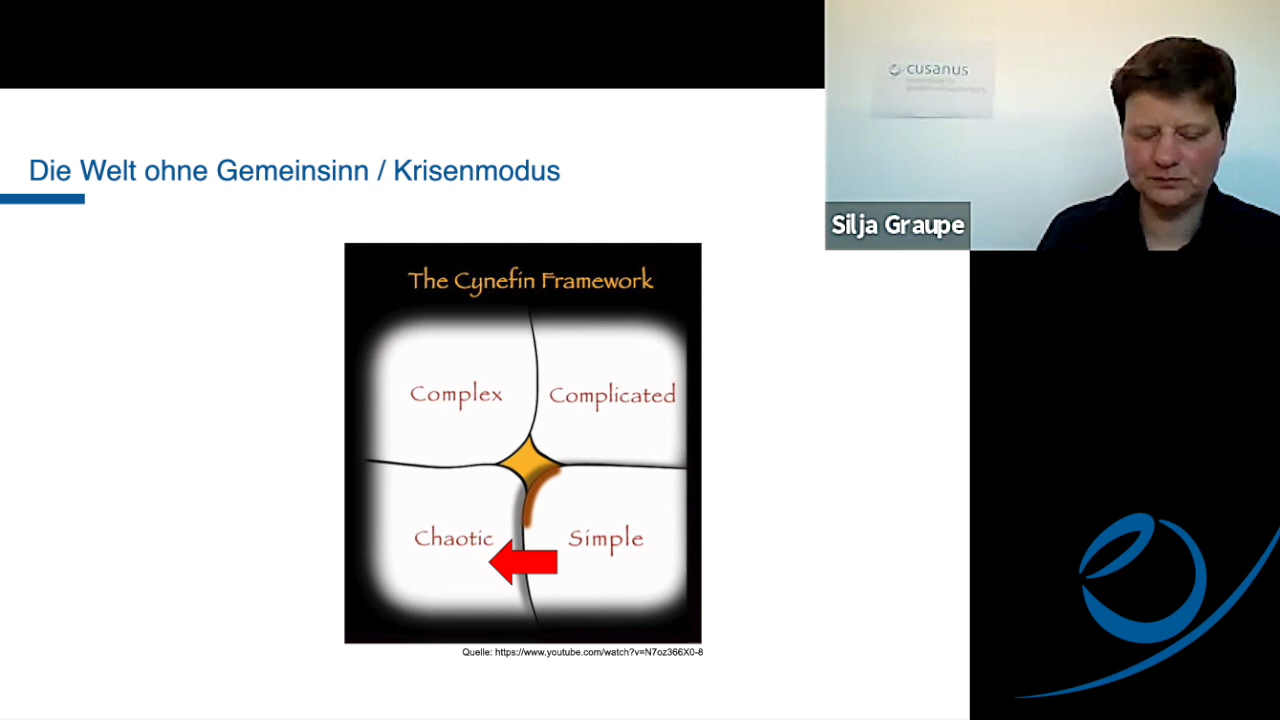 cusanus
Silja Graupe
Die Welt ohne Gemeinsinn / Krisenmodus
The Cynefin Framework
Complex
Complicated
Chaotic
Simple
Quelle: https://www.youtube.com/watch?v=N7oz366X0-8